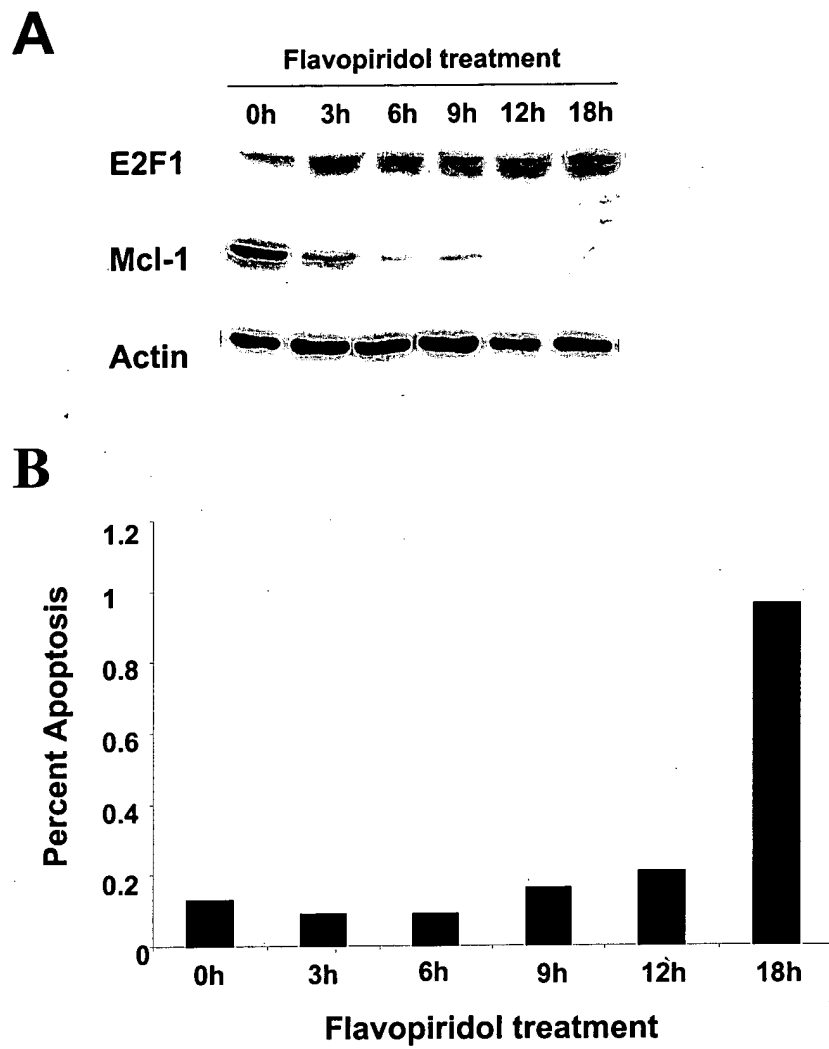 A
Flavopiridol treatment
0h 3h 6h 9h 12h 18h
E2F1
Mcl-1
Actin
B
1.2
1
0.8
0.6
0.4
0.2
0
Percent Apoptosis
0h 3h 6h 9h 12h 18h
Flavopiridol treatment